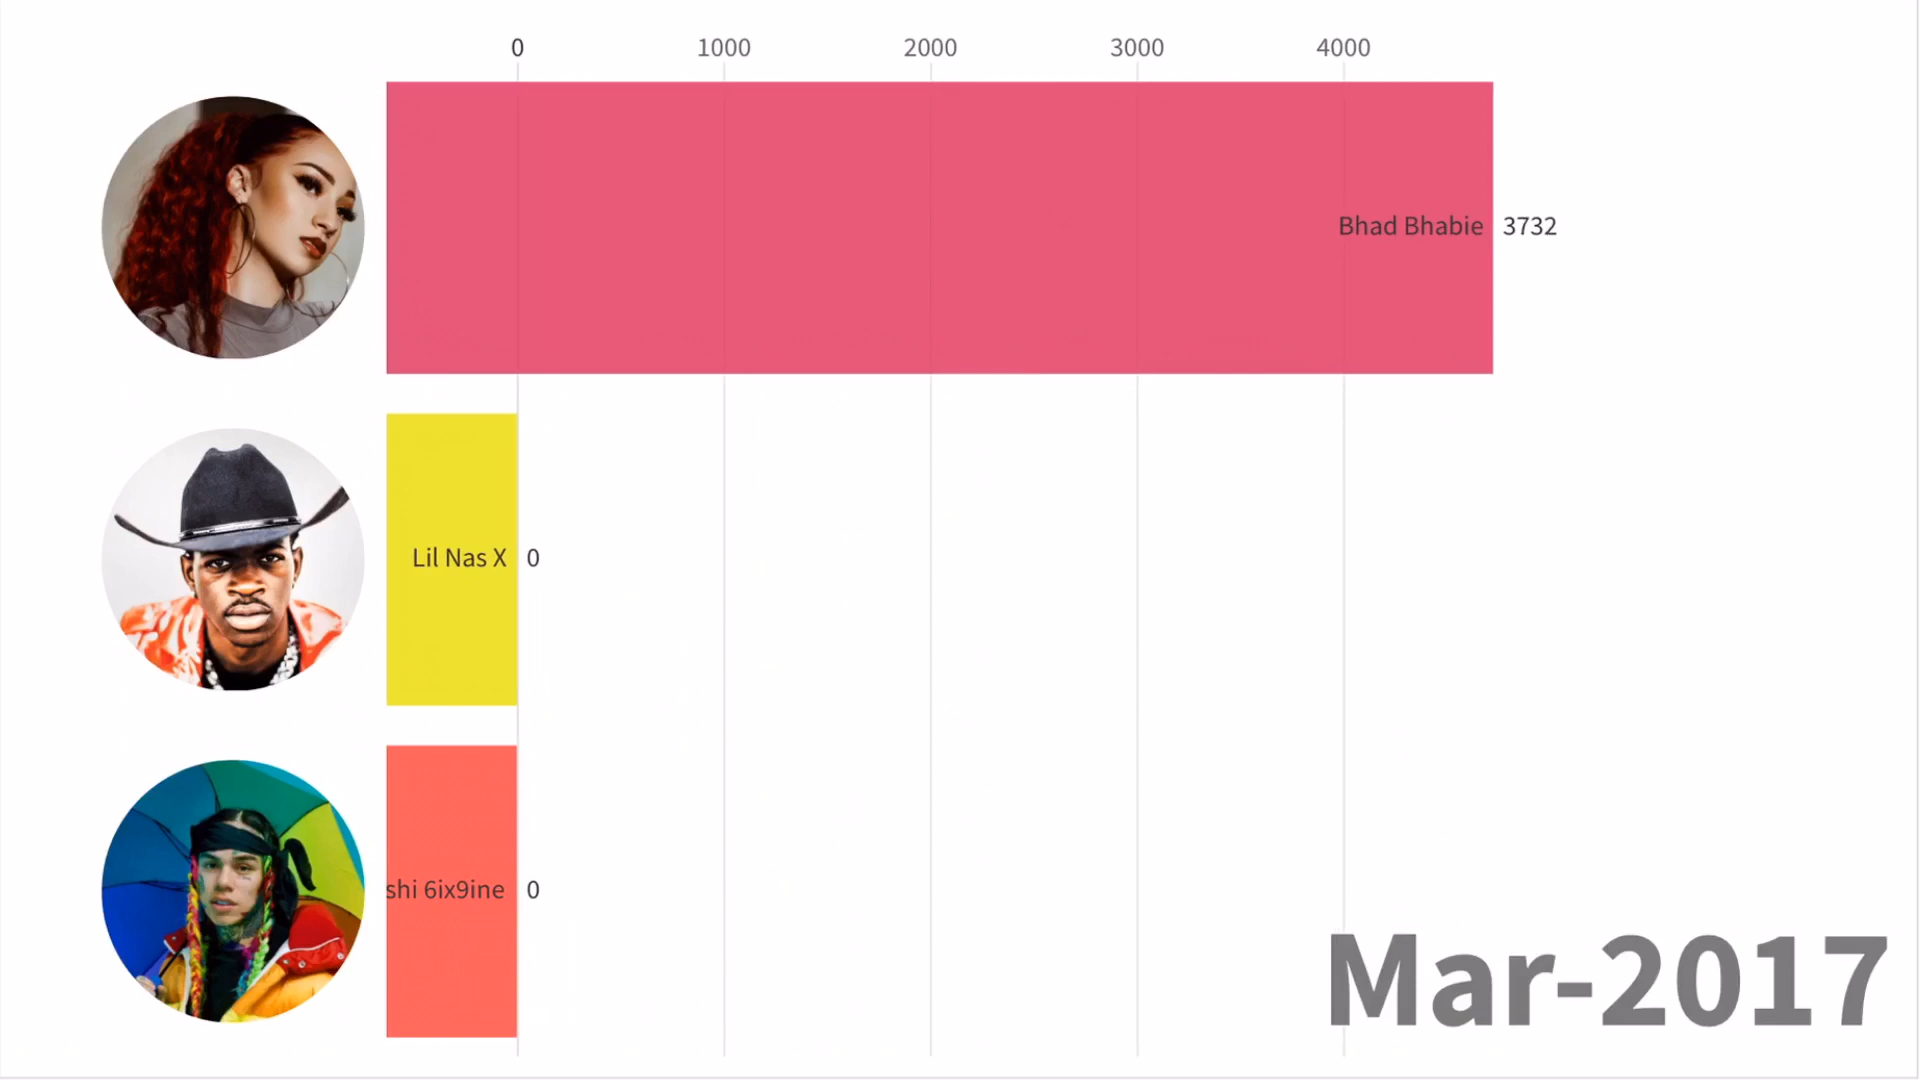 0 1000 2000 3000 4000
Bhad Bhabie 3732
Lil Nas X 0
shi 6ix9ine 0
Mar-2017